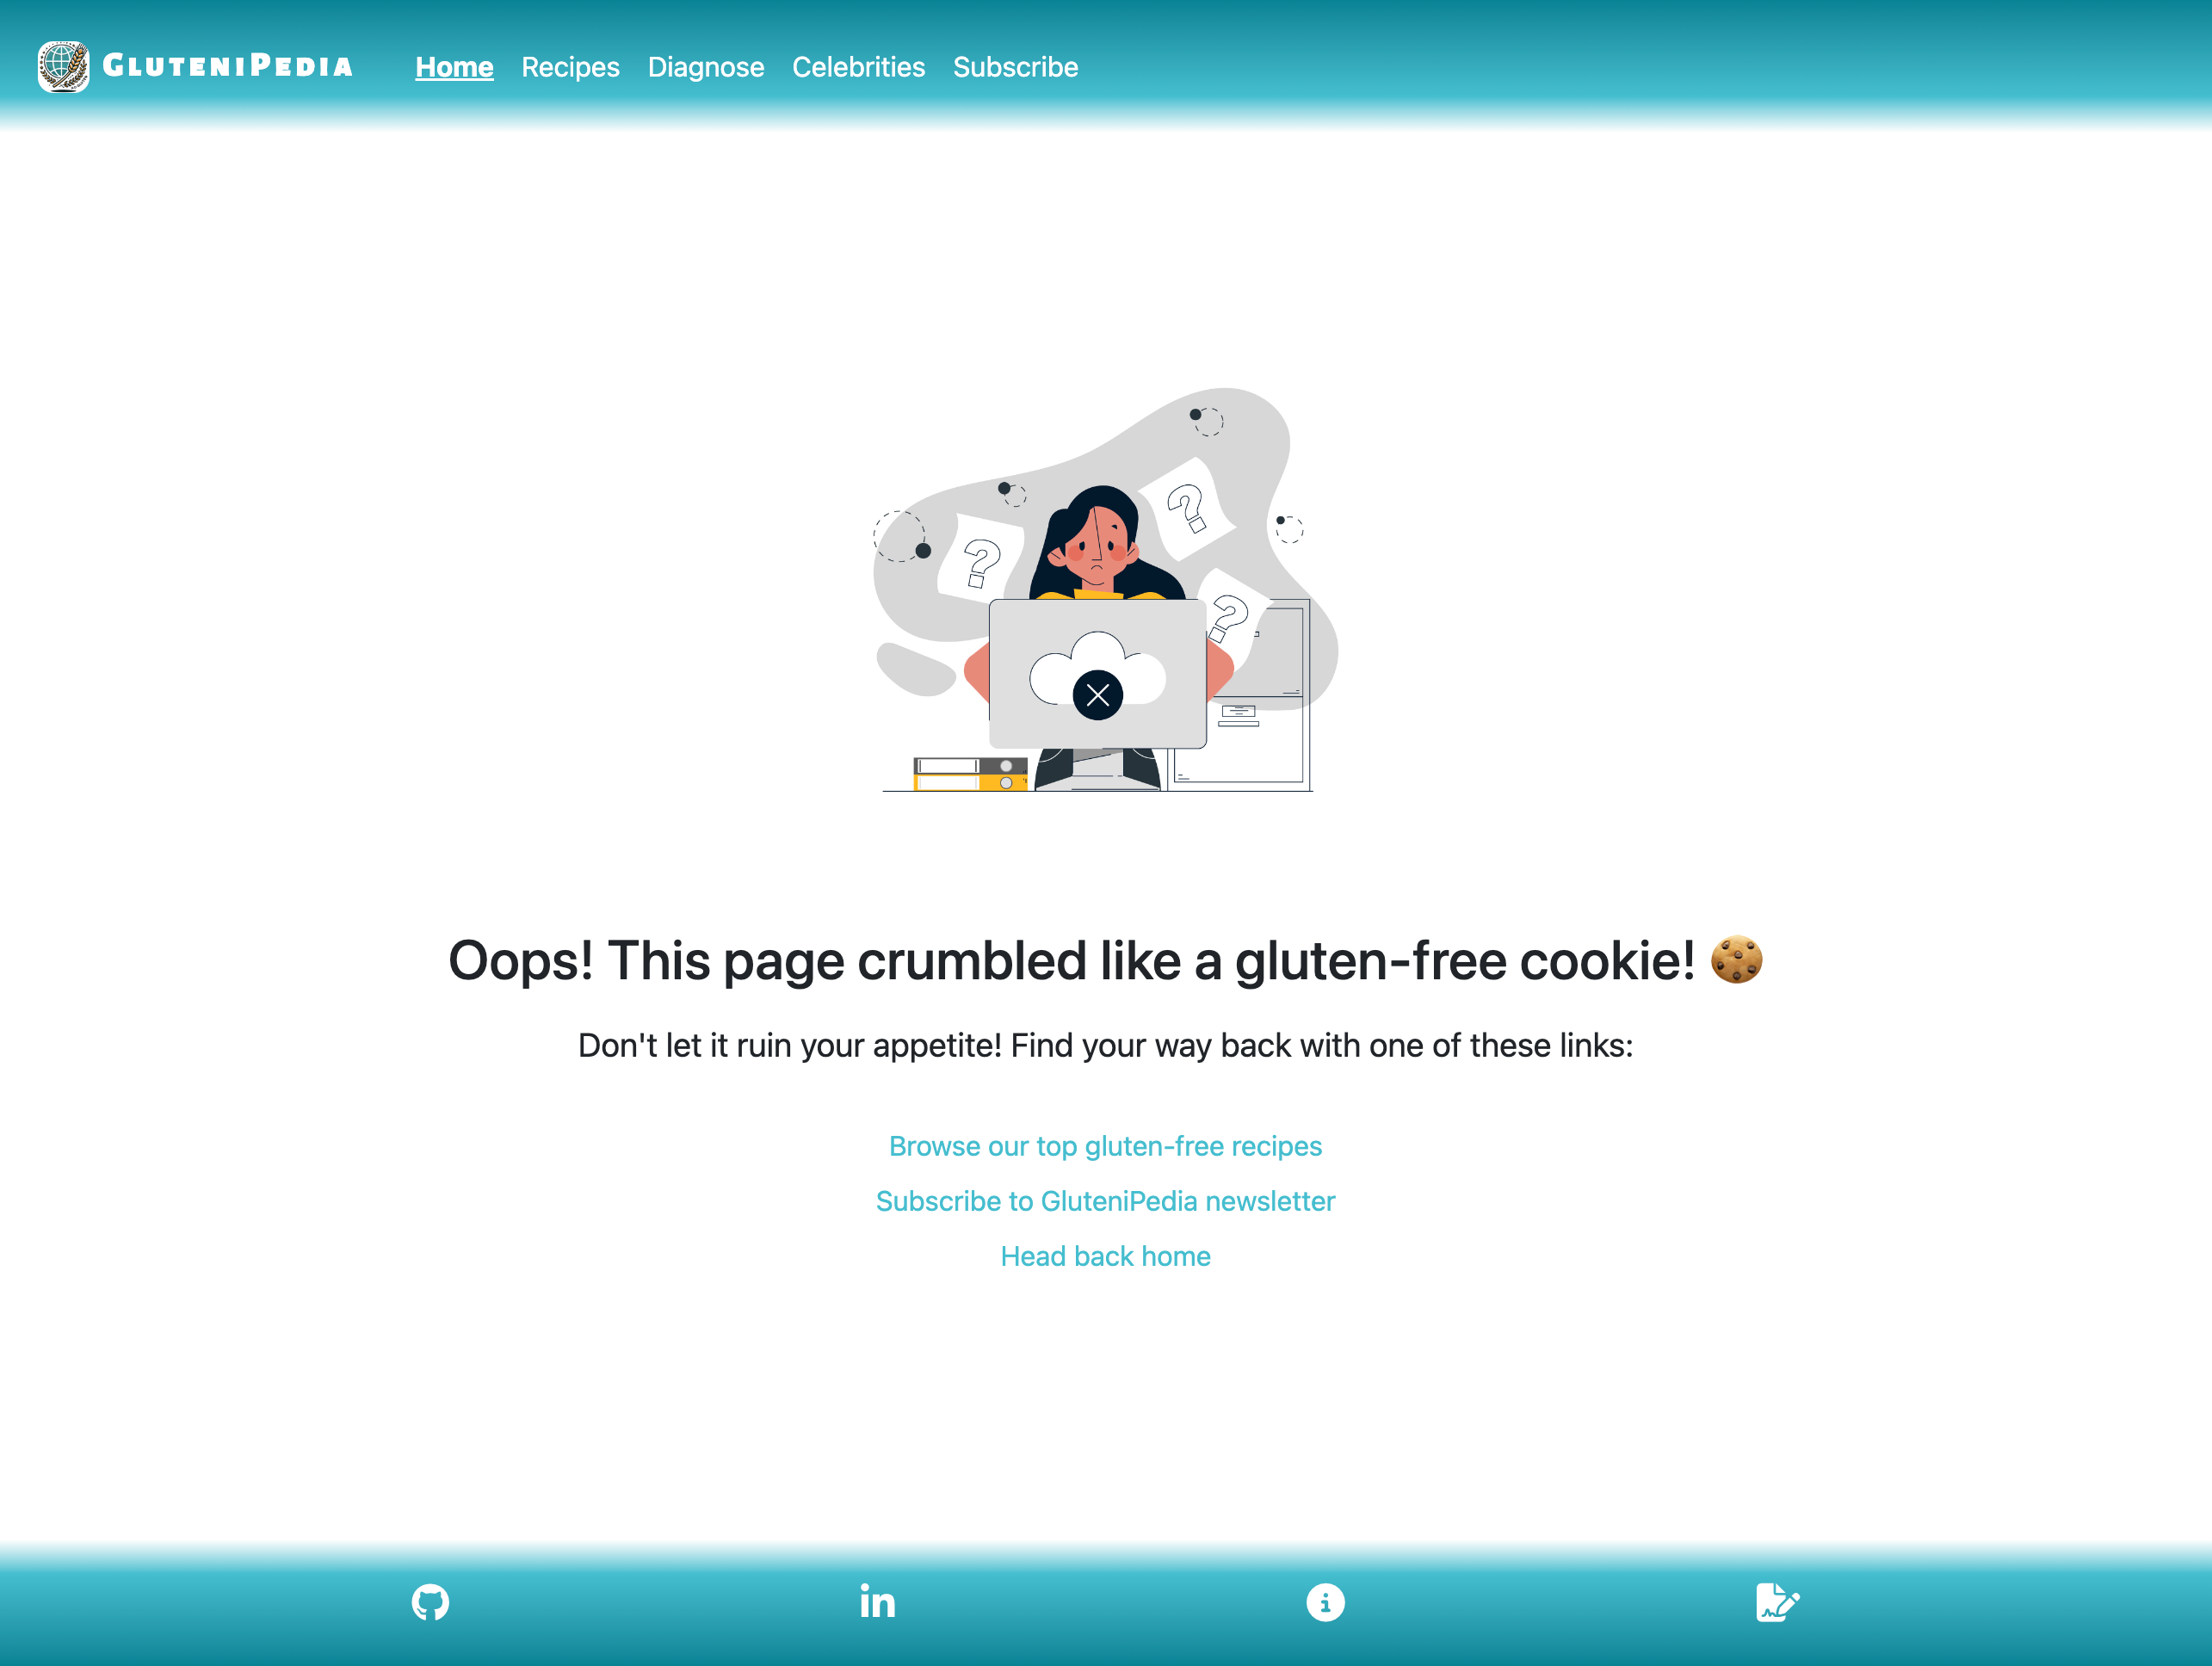 GLUTENIPEDIA
Home Recipes Diagnose Celebrities Subscribe
?
?
?
Oops! This page crumbled like a gluten-free cookie! 🍪
Don't let it ruin your appetite! Find your way back with one of these links:
Browse our top gluten-free recipes
Subscribe to GluteniPedia newsletter
Head back home